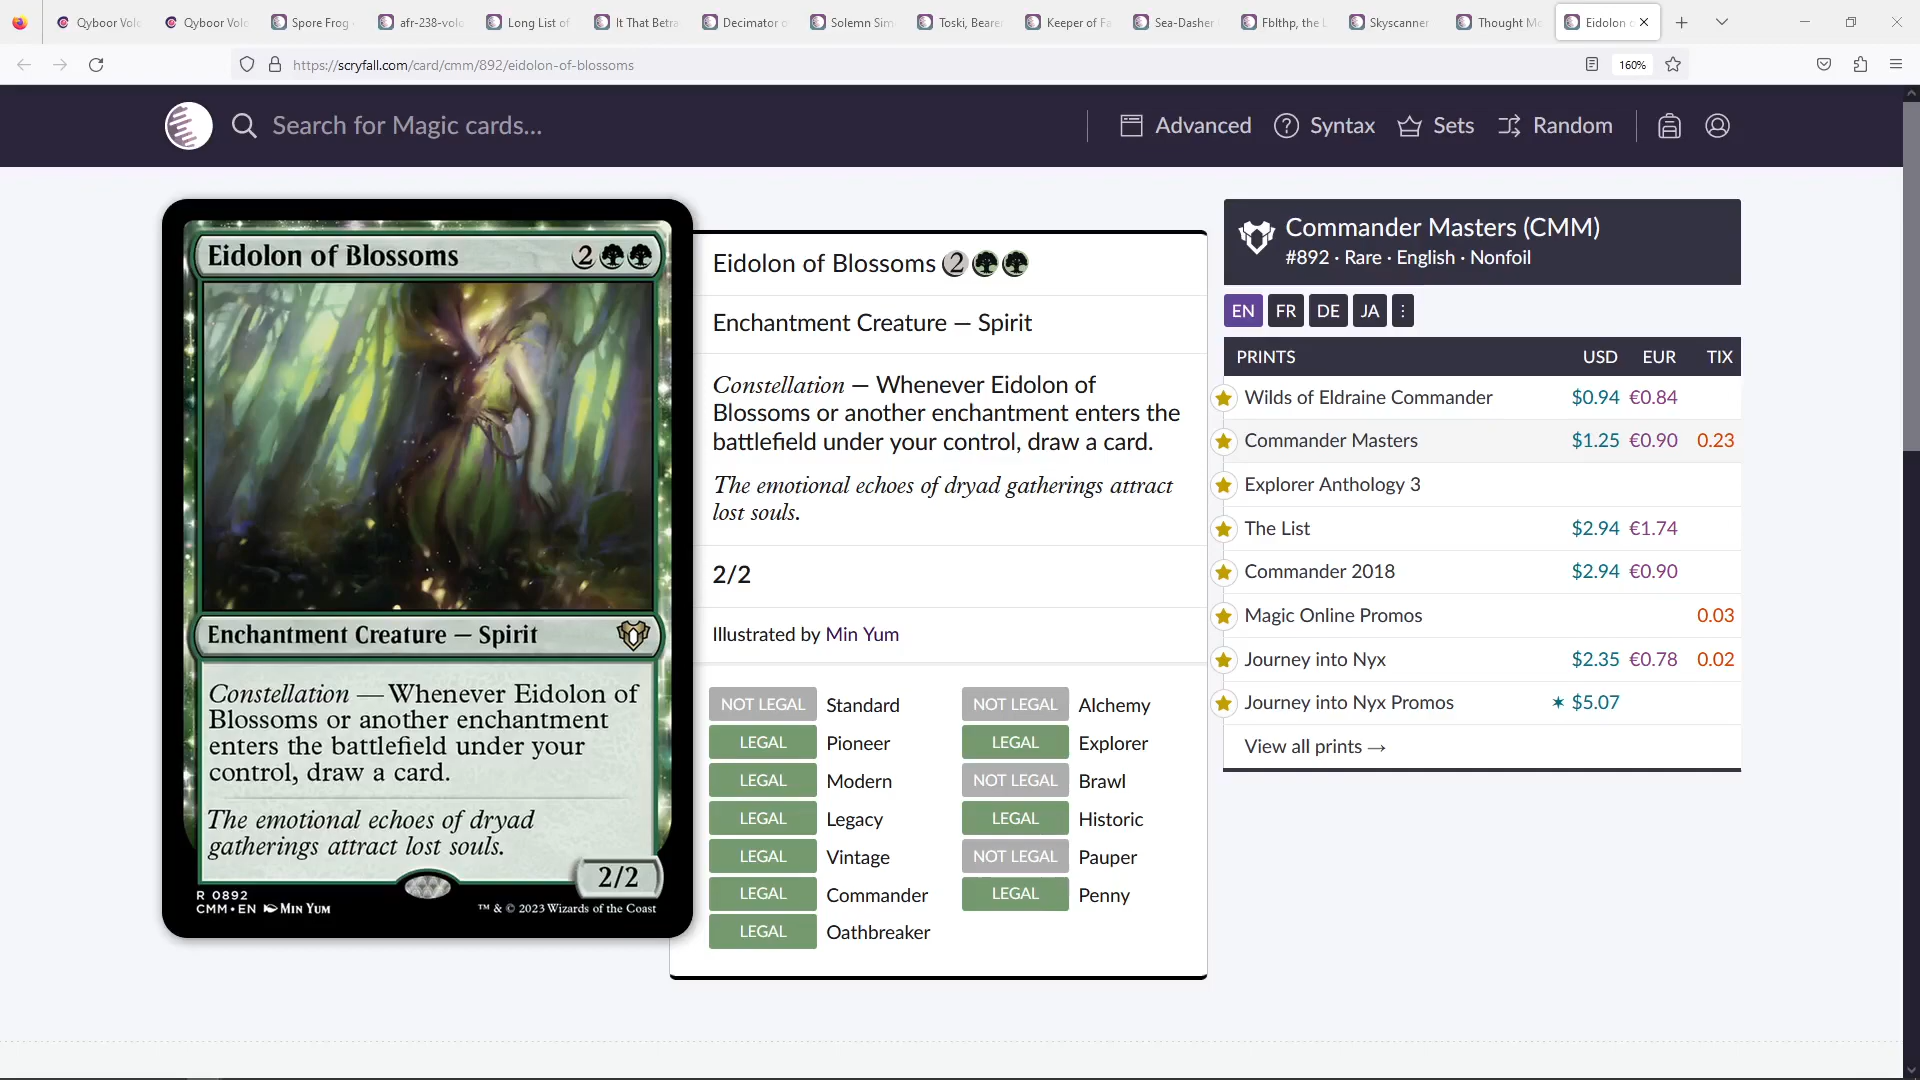 Qyboor Vol
Qyboor Vol
Spore Frog
afr-238-volo
Long List of
It That Betra
Decimator o
Solemn Sim
Toski, Bearer
Keeper of Fa
Sea-Dasher
Fblthp, the L
Skyscanner
Thought Mo
Eidolon o
https://scryfall.com/card/cmm/892/eidolon-of-blossoms
160%
Search for Magic cards...
Advanced
Syntax
Sets
Random
Eidolon of Blossoms 2
Enchantment Creature — Spirit
Constellation — Whenever Eidolon of
Blossoms or another enchantment
enters the battlefield under your
control, draw a card.
The emotional echoes of dryad
gatherings attract lost souls.
2/2
R 0892
CMM • EN Min Yum
™ & © 2023 Wizards of the Coast
Eidolon of Blossoms 2
Enchantment Creature — Spirit
Constellation — Whenever Eidolon of
Blossoms or another enchantment enters the
battlefield under your control, draw a card.
The emotional echoes of dryad gatherings attract
lost souls.
2/2
Illustrated by Min Yum
NOT LEGAL Standard NOT LEGAL Alchemy
LEGAL Pioneer LEGAL Explorer
LEGAL Modern NOT LEGAL Brawl
LEGAL Legacy LEGAL Historic
LEGAL Vintage NOT LEGAL Pauper
LEGAL Commander LEGAL Penny
LEGAL Oathbreaker
Commander Masters (CMM)
#892 · Rare · English · Nonfoil
EN FR DE JA
PRINTS USD EUR TIX
Wilds of Eldraine Commander $0.94 €0.84
Commander Masters $1.25 €0.90 0.23
Explorer Anthology 3
The List $2.94 €1.74
Commander 2018 $2.94 €0.90
Magic Online Promos 0.03
Journey into Nyx $2.35 €0.78 0.02
Journey into Nyx Promos ✶ $5.07
View all prints →